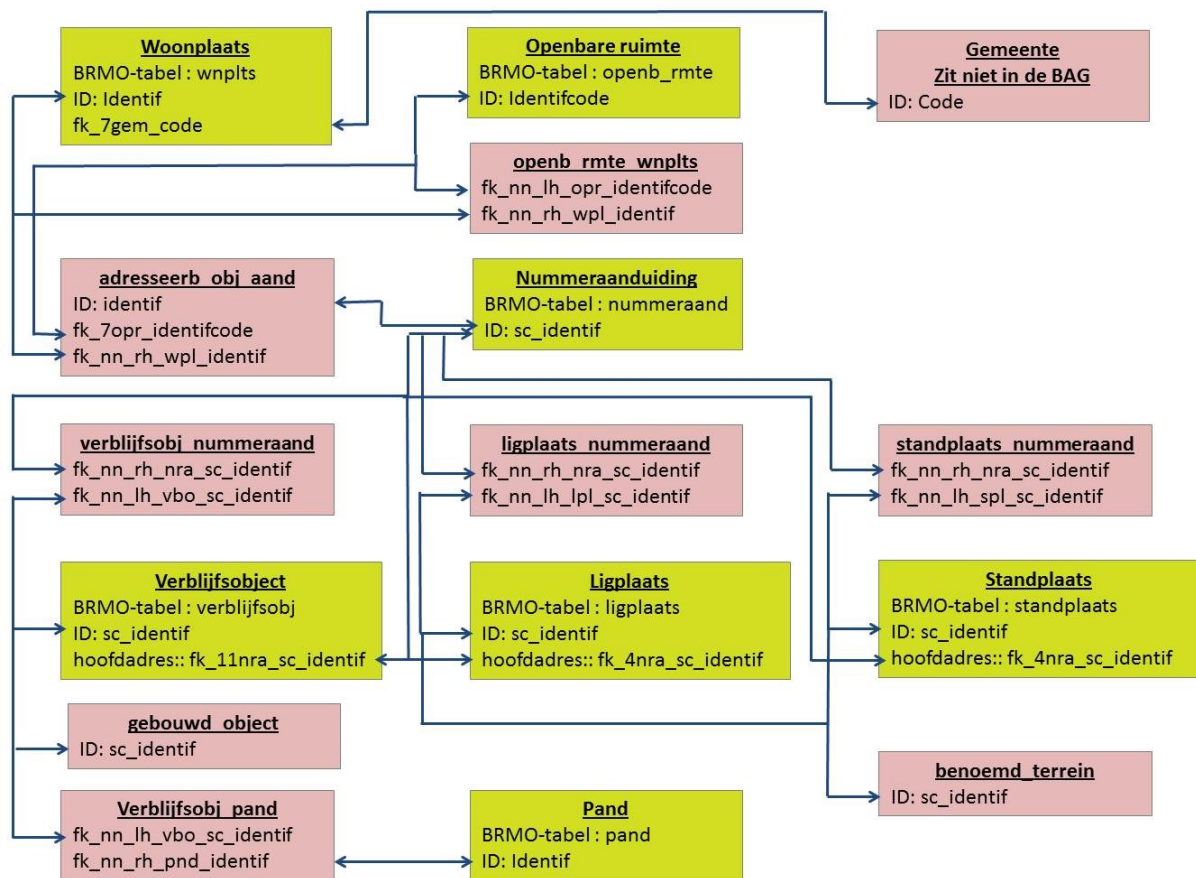 Woonplaats
BRMO-tabel : wnplts
ID: Identif
fk_7gem_code
Openbare ruimte
BRMO-tabel : openb_rmte
ID: Identifcode
Gemeente
Zit niet in de BAG
ID: Code
openb_rmte_wnplts
fk_nn_lh_opr_identifcode
fk_nn_rh_wpl_identif
adresseerb_obj_aand
ID: identif
fk_7opr_identifcode
fk_nn_rh_wpl_identif
Nummeraanduiding
BRMO-tabel : nummeraand
ID: sc_identif
verblijfsobj_nummeraand
fk_nn_rh_nra_sc_identif
fk_nn_lh_vbo_sc_identif
ligplaats_nummeraand
fk_nn_rh_nra_sc_identif
fk_nn_lh_lpl_sc_identif
standplaats_nummeraand
fk_nn_rh_nra_sc_identif
fk_nn_lh_spl_sc_identif
Verblijfsobject
BRMO-tabel : verblijfsobj
ID: sc_identif
hoofdadres:: fk_11nra_sc_identif
Ligplaats
BRMO-tabel : ligplaats
ID: sc_identif
hoofdadres:: fk_4nra_sc_identif
Standplaats
BRMO-tabel : standplaats
ID: sc_identif
hoofdadres:: fk_4nra_sc_identif
gebouwd_object
ID: sc_identif
benoemd_terrein
ID: sc_identif
Verblijfsobj_pand
fk_nn_lh_vbo_sc_identif
fk_nn_rh_pnd_identif
Pand
BRMO-tabel : pand
ID: Identif